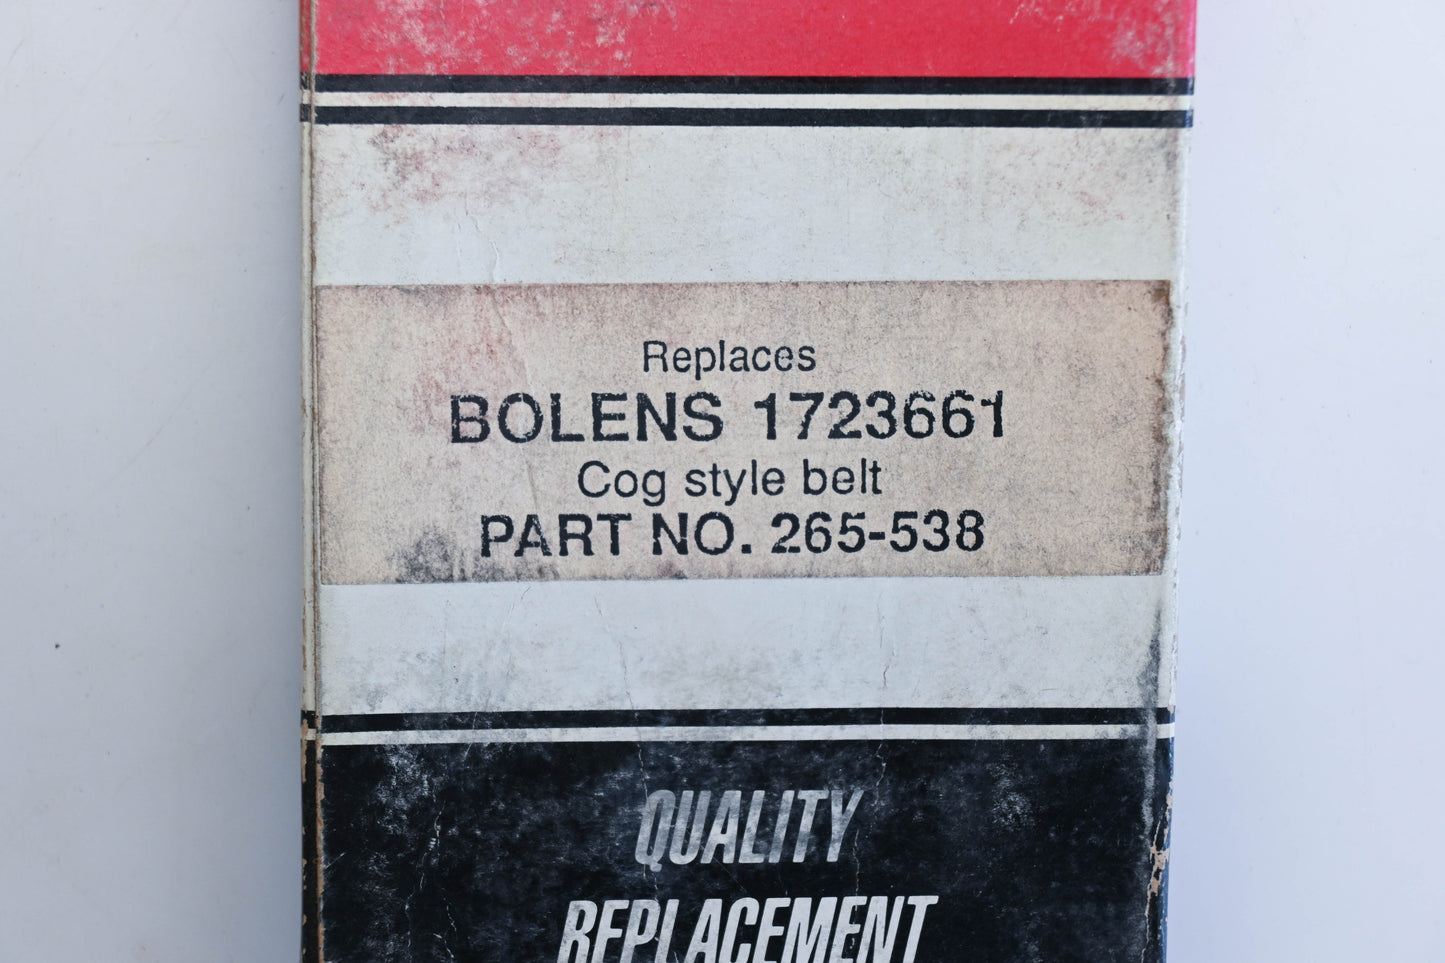 Replaces
BOLENS 1723661
Cog style belt
PART NO. 265-538
QUALITY
REPLACEMENT